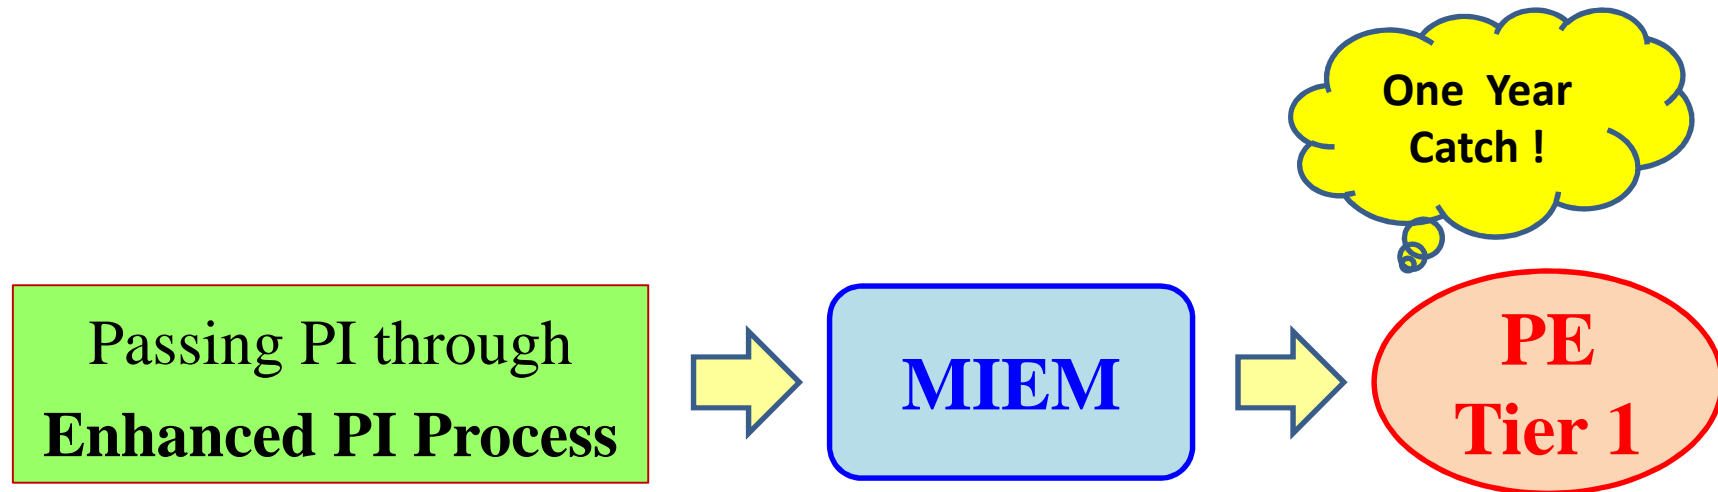 One Year
Catch !
Passing PI through
Enhanced PI Process
MIEM
PE
Tier 1